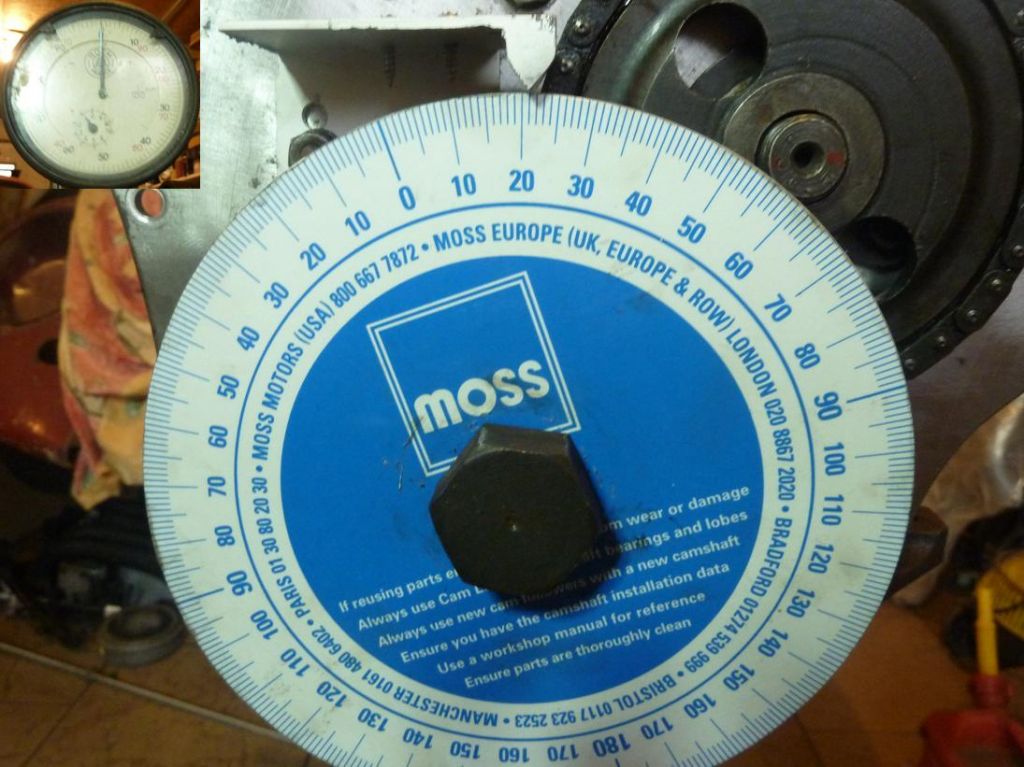 0 10 20 30 40 50 60 70 80 90 100 110 120 130 140 150 160 170 180 170 160 150 140 130 120 110 100 90 80 70 60 50 40 30 20 10
PARIS 01 30 80 20 30 • MOSS MOTORS (USA) 800 667 7872 • MOSS EUROPE (UK, EUROPE & ROW) LONDON 020 8867 2020 • BRADFORD 01274 539 999 • BRISTOL 0117 923 2523 • MANCHESTER 0161 480 6402 •
moss
If reusing parts wear or damage
Always use Cam bearings and lobes
Always use new cam followers with a new camshaft
Ensure you have the camshaft installation data
Use a workshop manual for reference
Ensure parts are thoroughly clean
10
40
50